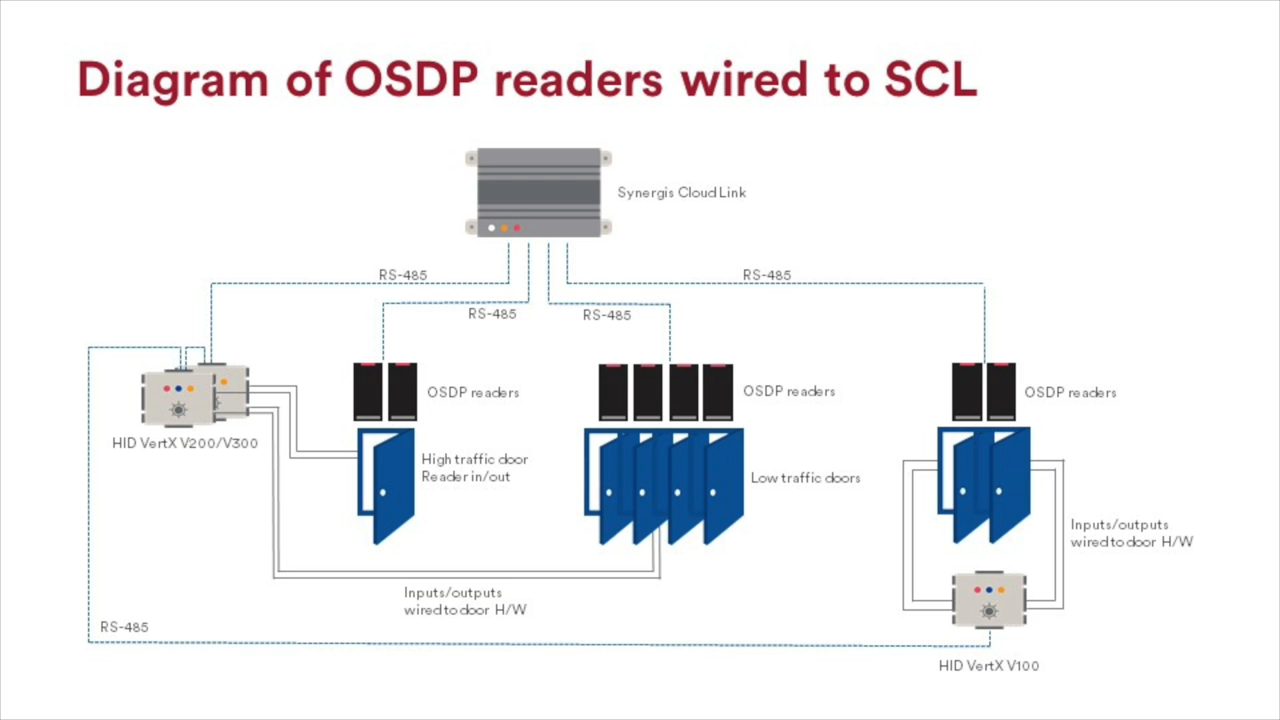 Diagram of OSDP readers wired to SCL
Synergis Cloud Link
RS-485
RS-485
RS-485
RS-485
OSDP readers
OSDP readers
OSDP readers
HID VertX V200/V300
High traffic door
Reader in/out
Low traffic doors
Inputs/outputs
wired to door H/W
Inputs/outputs
wired to door H/W
RS-485
HID VertX V100